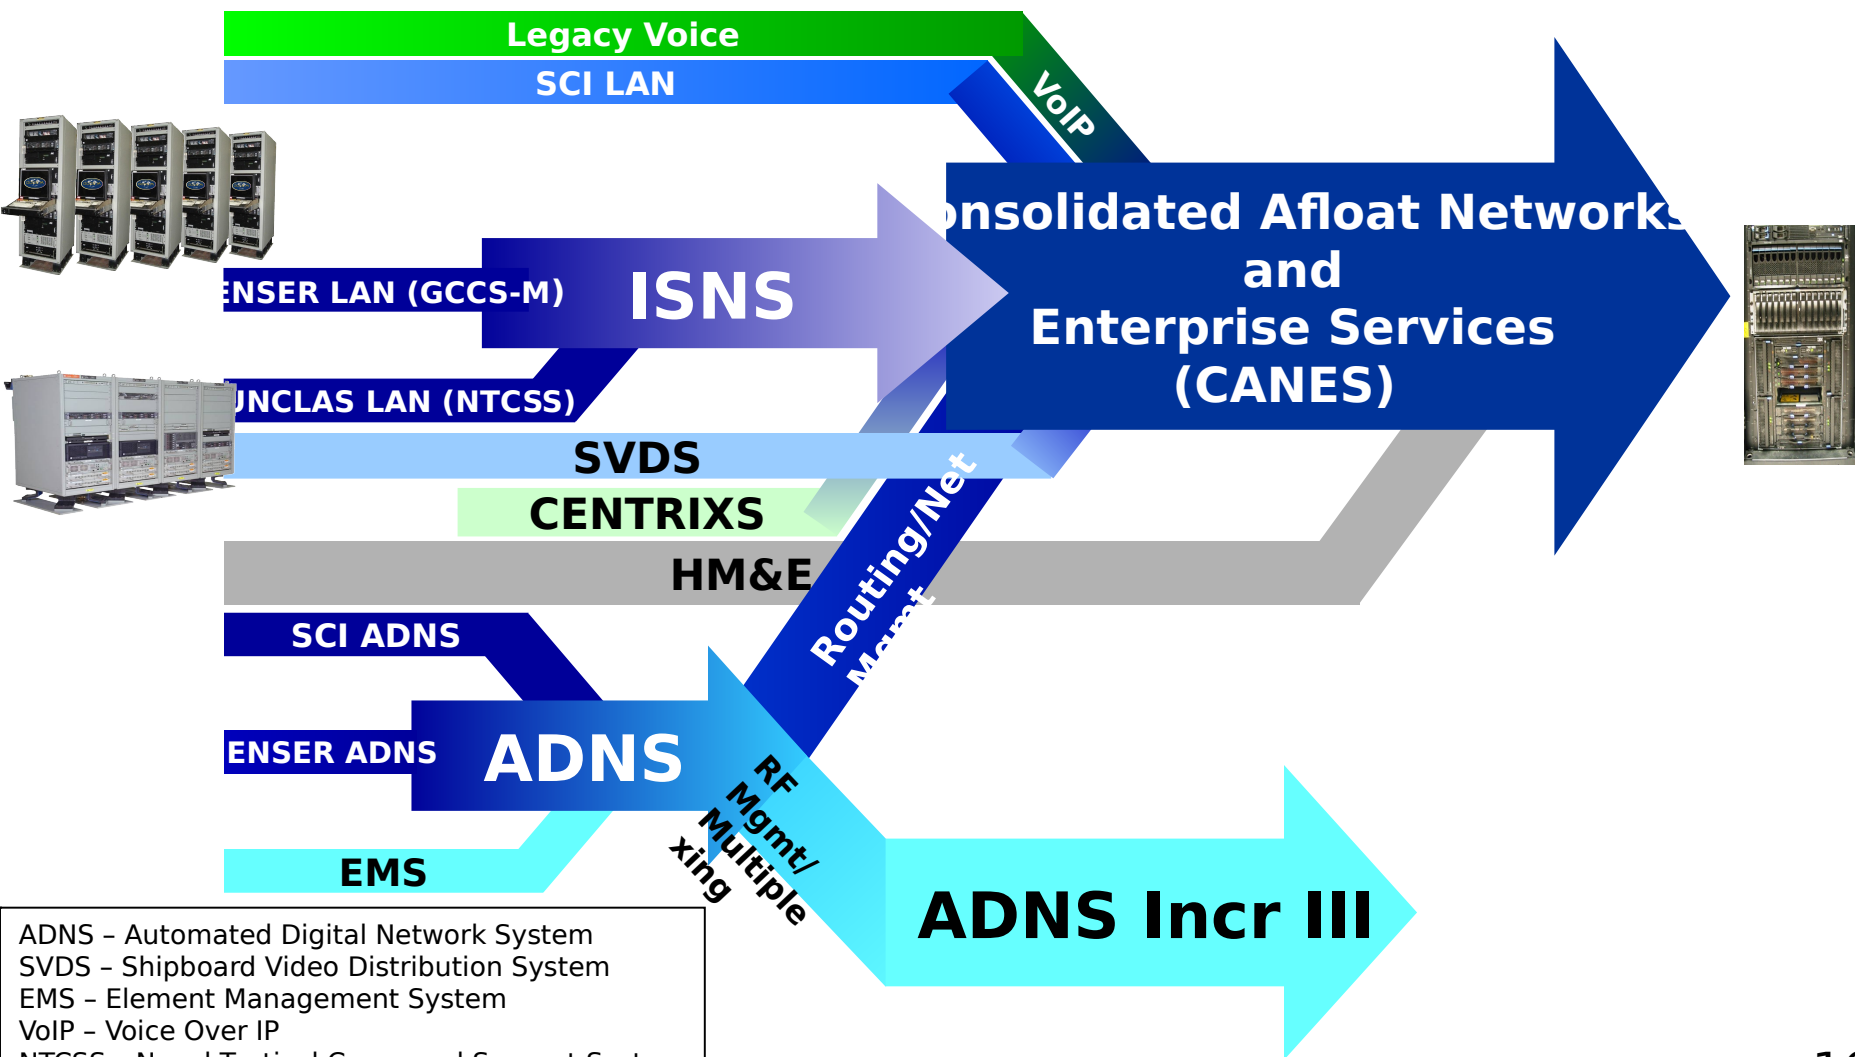 Legacy Voice
SCI LAN
VoIP
onsolidated Afloat Networks
and
Enterprise Services
(CANES)
ISNS
ENSER LAN (GCCS-M)
UNCLAS LAN (NTCSS)
SVDS
CENTRIXS
HM&E
Routing/Net
Mgmt
SCI ADNS
ENSER ADNS
ADNS
EMS
RF
Mgmt/
Multiple
xing
ADNS Incr III
ADNS – Automated Digital Network System
SVDS – Shipboard Video Distribution System
EMS – Element Management System
VoIP – Voice Over IP